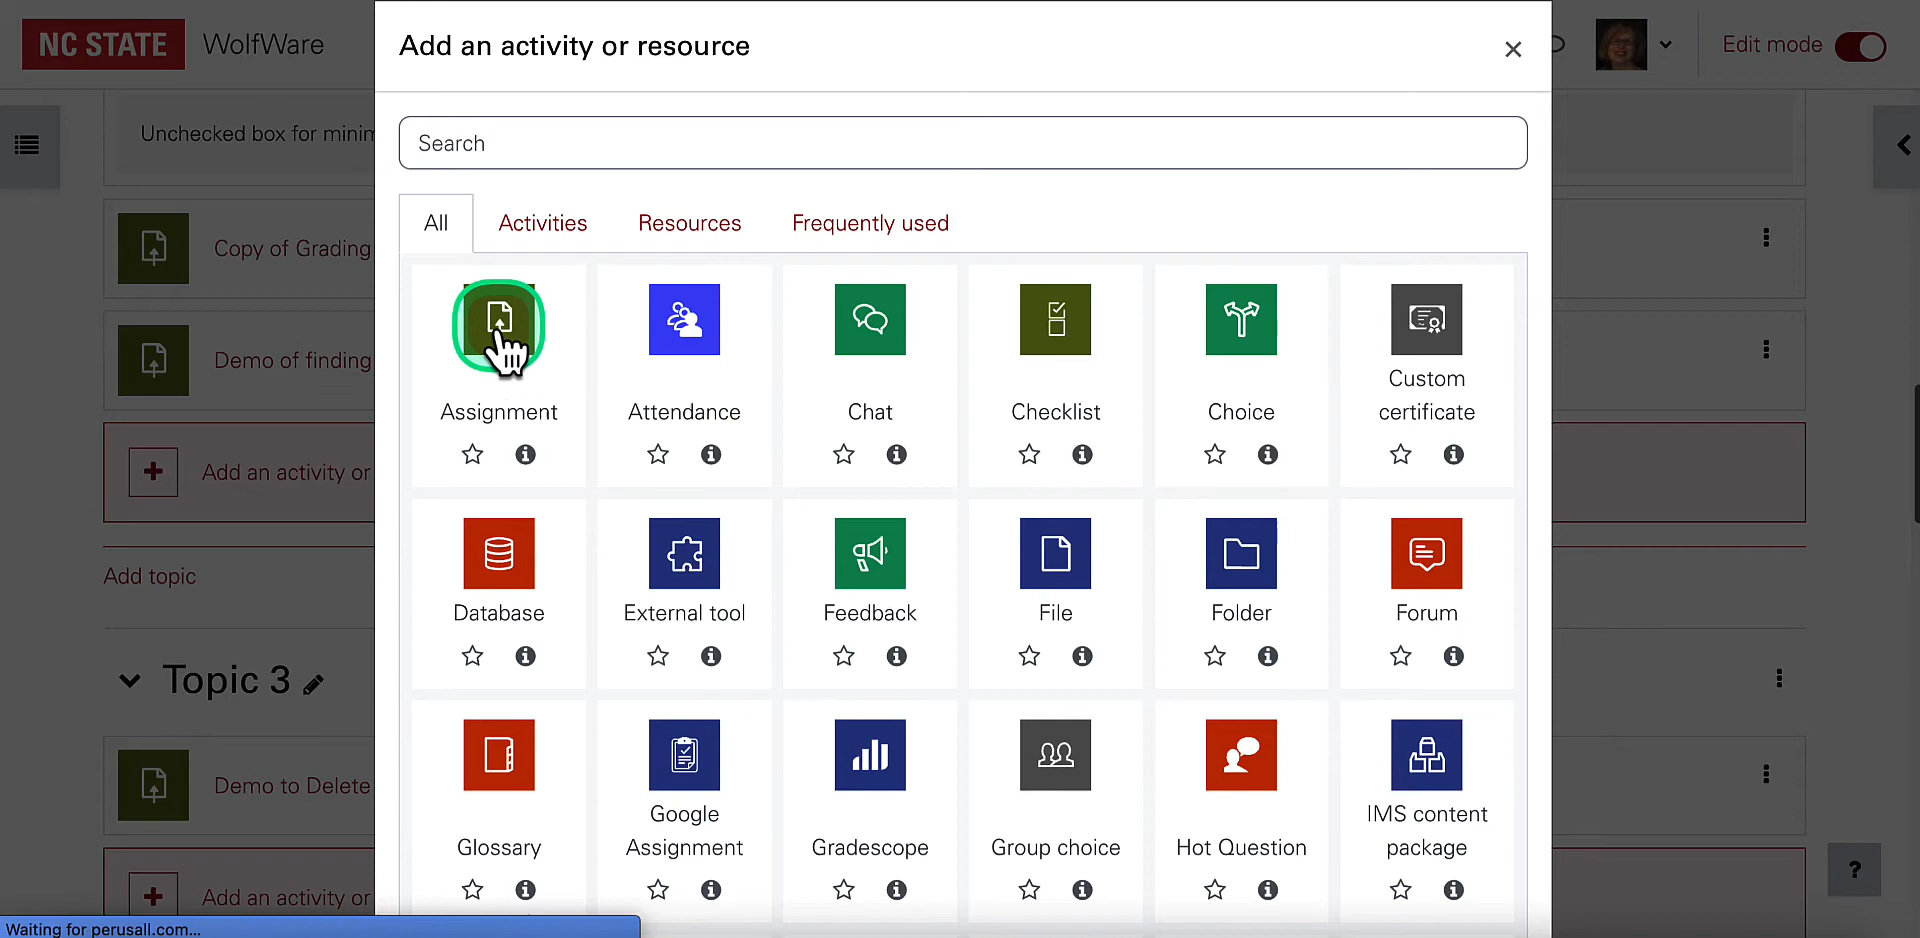 NC STATE WolfWare
Edit mode
Add an activity or resource
Search
All Activities Resources Frequently used
Unchecked box for minim
Copy of Grading
Demo of finding
Add an activity or
Add topic
Topic 3
Demo to Delete
Add an activity or
Assignment
Attendance
Chat
Checklist
Choice
Custom
certificate
Database
External tool
Feedback
File
Folder
Forum
Glossary
Google
Assignment
Gradescope
Group choice
Hot Question
IMS content
package
?
Waiting for perusall.com...